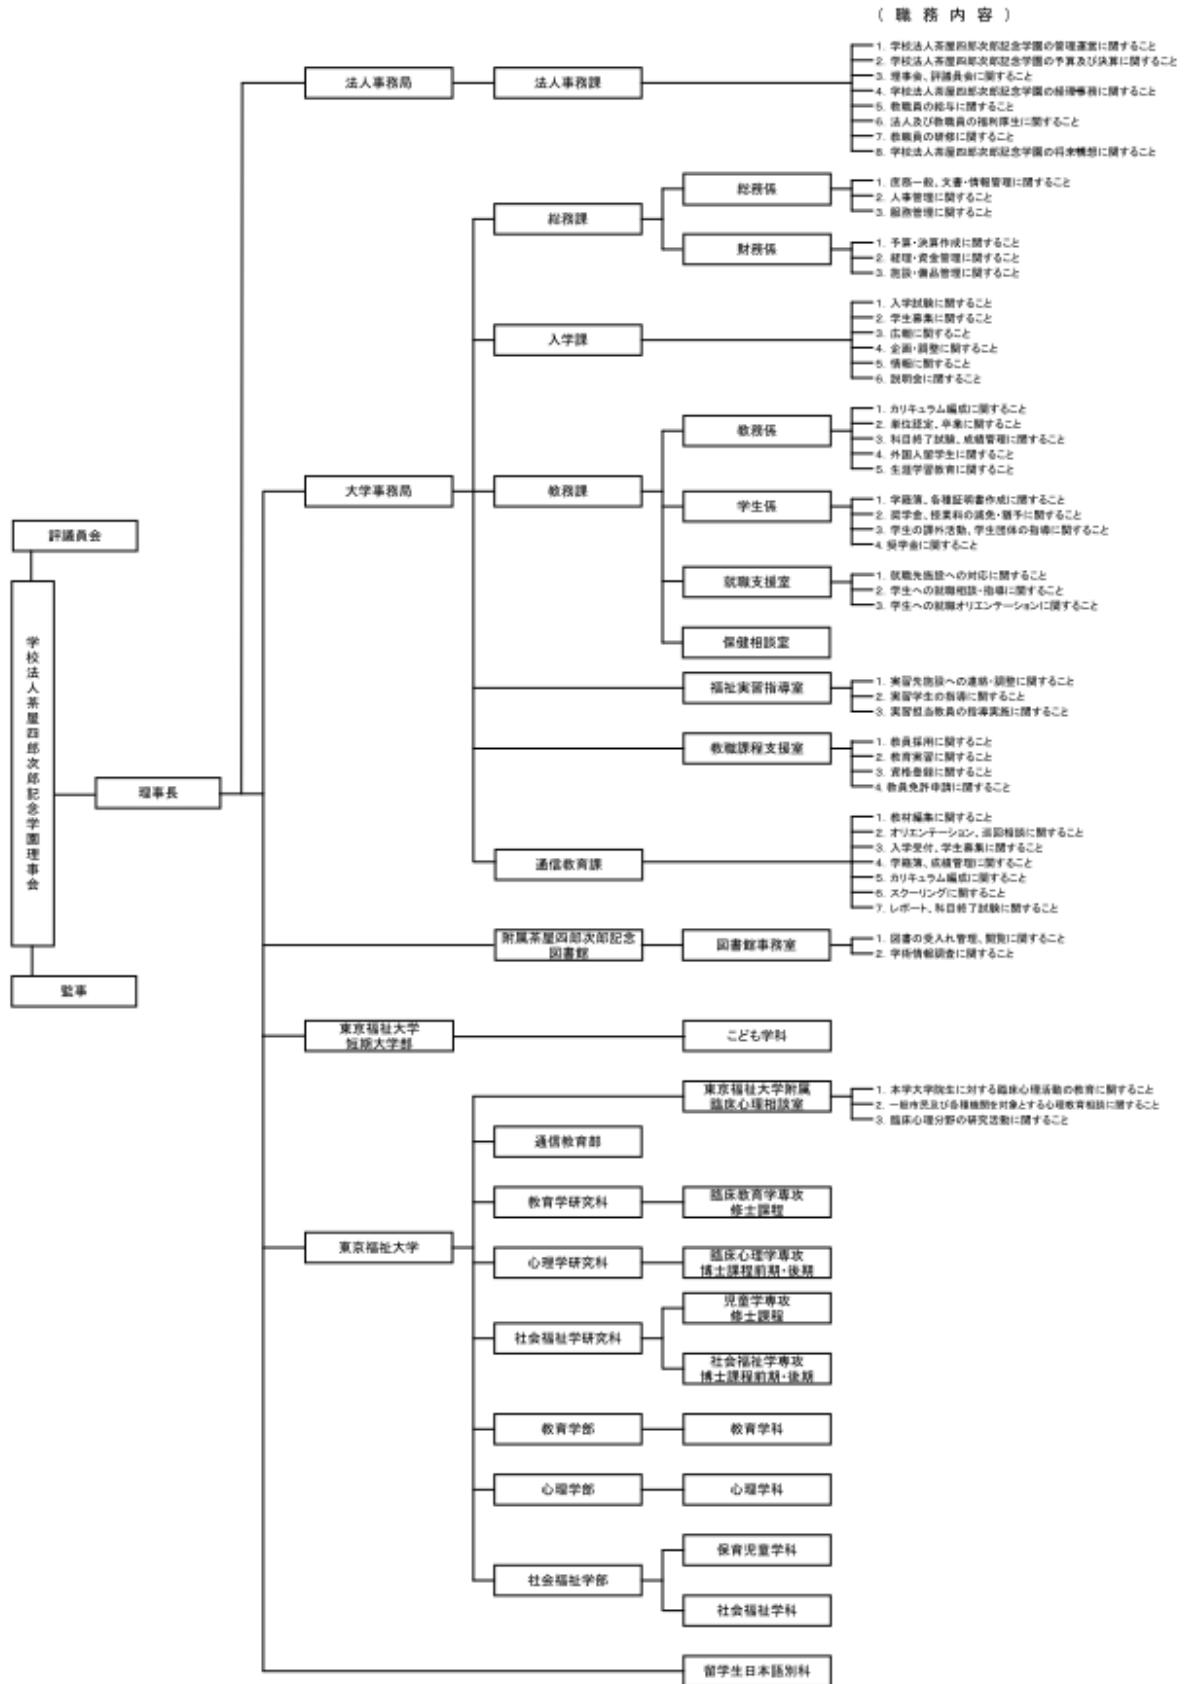 （ 職 務 内 容 ）
法人事務局
法人事務課
1. 学校法人茶屋四郎次郎記念学園の管理運営に関すること
2. 学校法人茶屋四郎次郎記念学園の予算及び決算に関すること
3. 理事会、評議員会に関すること
4. 学校法人茶屋四郎次郎記念学園の経理事務に関すること
5. 教職員の給与に関すること
6. 法人及び教職員の福利厚生に関すること
7. 教職員の研修に関すること
8. 学校法人茶屋四郎次郎記念学園の将来構想に関すること
総務課
総務係
1. 庶務一般、文書・情報管理に関すること
2. 人事管理に関すること
3. 服務管理に関すること
財務係
1. 予算・決算作成に関すること
2. 経理・資金管理に関すること
3. 施設・備品管理に関すること
入学課
1. 入学試験に関すること
2. 学生募集に関すること
3. 広報に関すること
4. 企画・調整に関すること
5. 情報に関すること
6. 説明会に関すること
大学事務局
教務課
教務係
1. カリキュラム編成に関すること
2. 単位認定、卒業に関すること
3. 科目終了試験、成績管理に関すること
4. 外国人留学生に関すること
5. 生涯学習教育に関すること
学生係
1. 学籍簿、各種証明書作成に関すること
2. 奨学金、授業料の減免・猶予に関すること
3. 学生の課外活動、学生団体の指導に関すること
4. 奨学金に関すること
就職支援室
1. 就職先施設への対応に関すること
2. 学生への就職相談・指導に関すること
3. 学生への就職オリエンテーションに関すること
保健相談室
福祉実習指導室
1. 実習先施設への連絡・調整に関すること
2. 実習学生の指導に関すること
3. 実習担当教員の指導実施に関すること
教職課程支援室
1. 教員採用に関すること
2. 教育実習に関すること
3. 資格登録に関すること
4. 教員免許申請に関すること
通信教育課
1. 教材編集に関すること
2. オリエンテーション、巡回相談に関すること
3. 入学受付、学生募集に関すること
4. 学籍簿、成績管理に関すること
5. カリキュラム編成に関すること
6. スクーリングに関すること
7. レポート、科目終了試験に関すること
評議員会
学校法人茶屋四郎次郎記念学園理事会
監事
理事長
附属茶屋四郎次郎記念
図書館
図書館事務室
1. 図書の受入れ管理、閲覧に関すること
2. 学術情報調査に関すること
東京福祉大学
短期大学部
こども学科
東京福祉大学
東京福祉大学附属
臨床心理相談室
1. 本学大学院生に対する臨床心理活動の教育に関すること
2. 一般市民及び各種機関を対象とする心理教育相談に関すること
3. 臨床心理分野の研究活動に関すること
通信教育部
教育学研究科
臨床教育学専攻
修士課程
心理学研究科
臨床心理学専攻
博士課程前期・後期
社会福祉学研究科
児童学専攻
修士課程
社会福祉学専攻
博士課程前期・後期
教育学部
教育学科
心理学部
心理学科
社会福祉学部
保育児童学科
社会福祉学科
留学生日本語別科